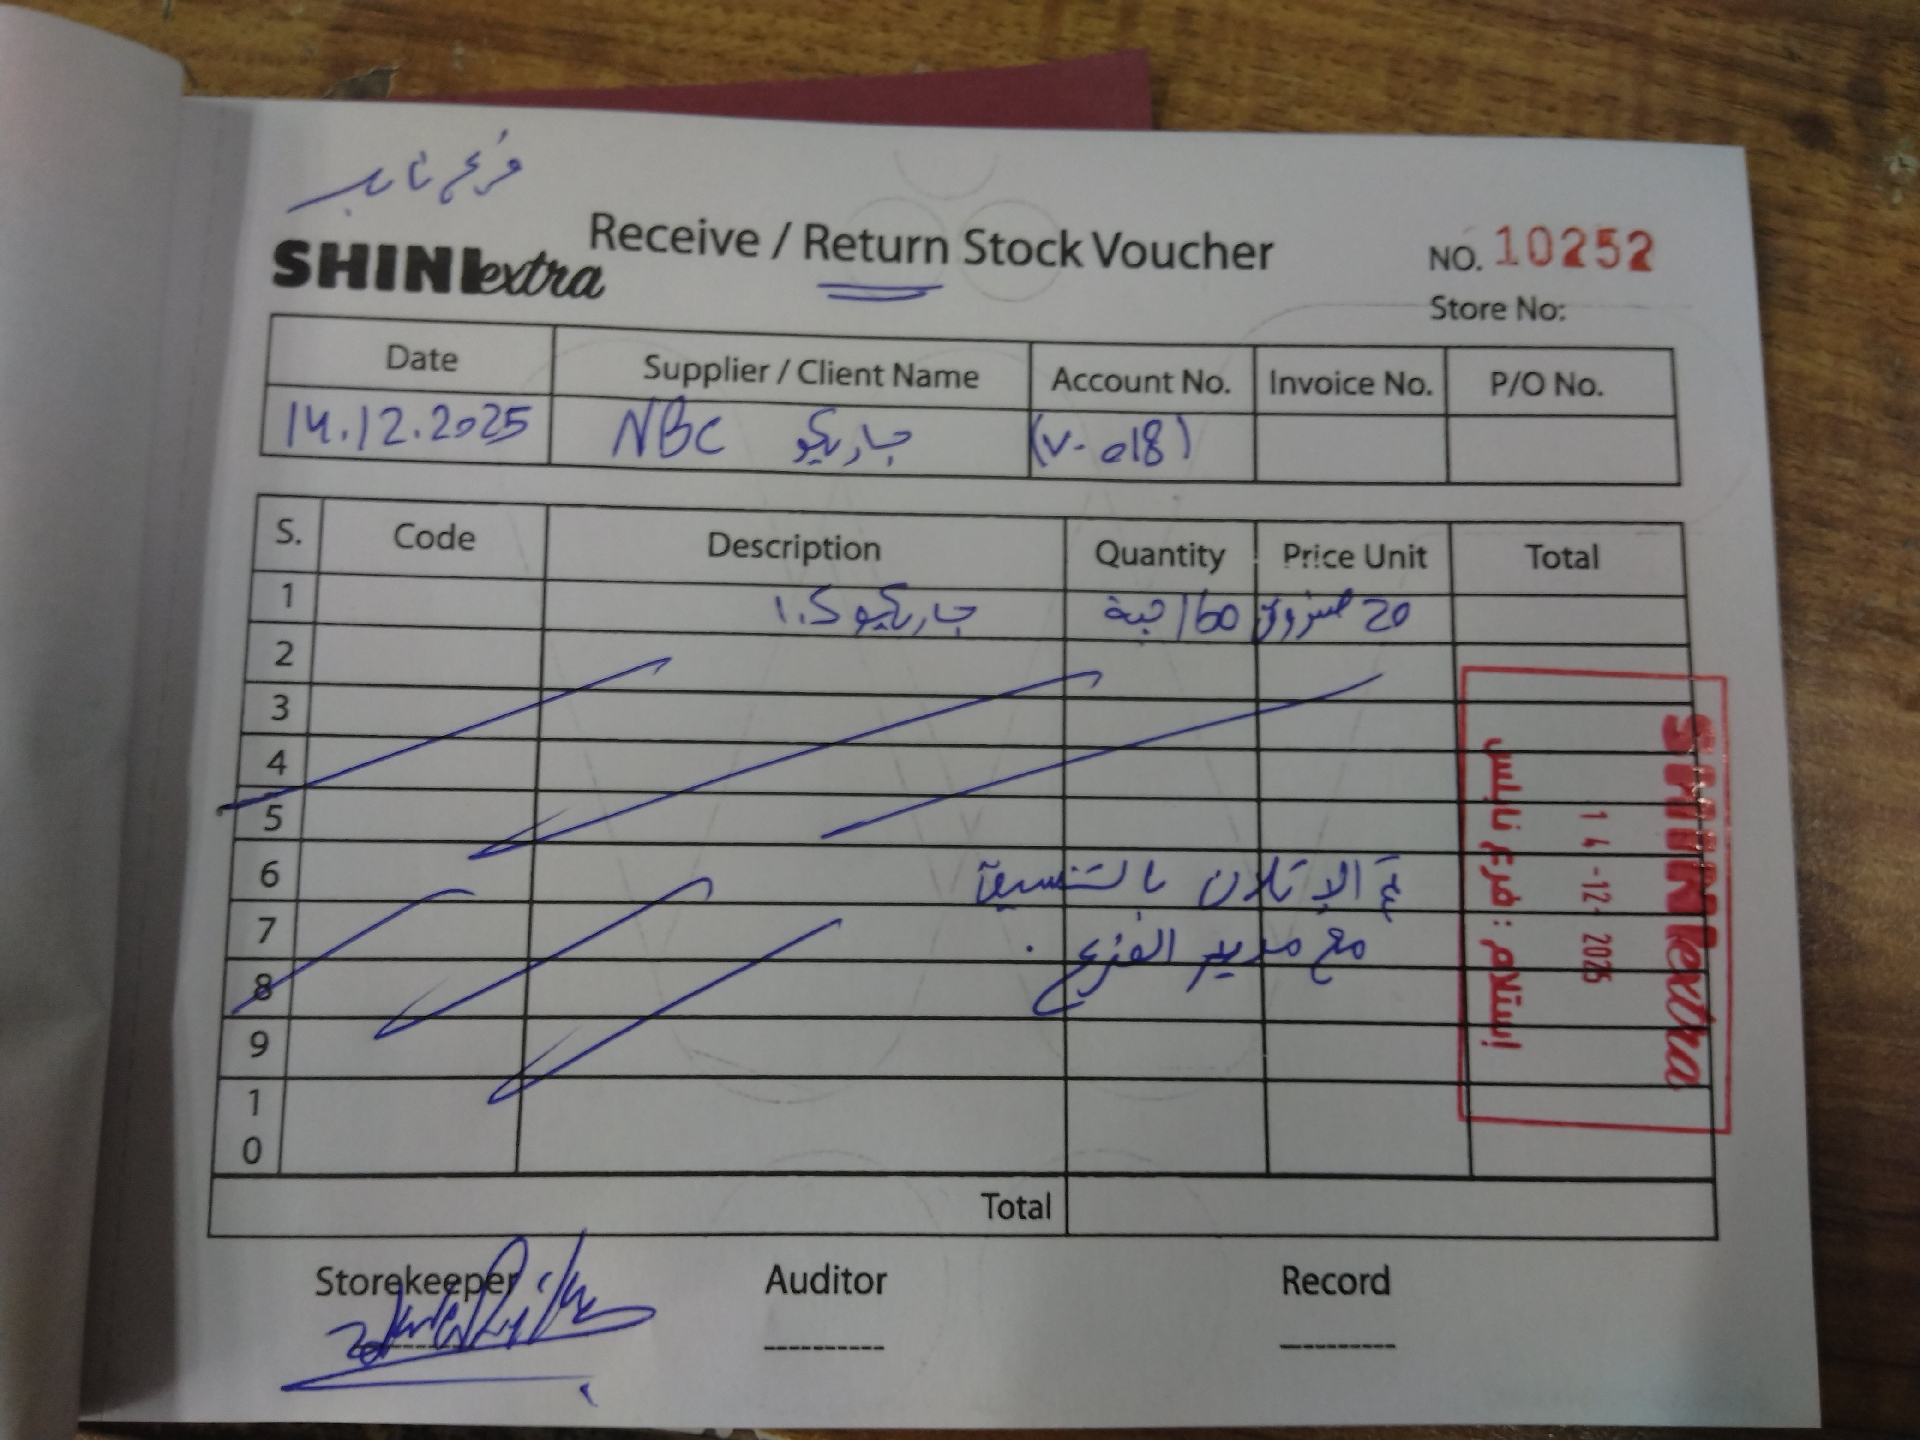 فرع نابلس
SHINIextra
Receive / Return Stock Voucher
NO. 10252
Store No:
Date Supplier / Client Name Account No. Invoice No. P/O No.
14.12.2025 NBC جاريكو (V-018)
S. Code Description Quantity Price Unit Total
1 جاريكو 1.5 160 حبة 20 صندوق
2
3
4
5
6 تم الإتلاف بالتنسيق
7 مع مدير الفرع.
8
9
10
Total
SHINIextra
14-12-2025
استلام : فرع نابلس
Storekeeper Auditor Record